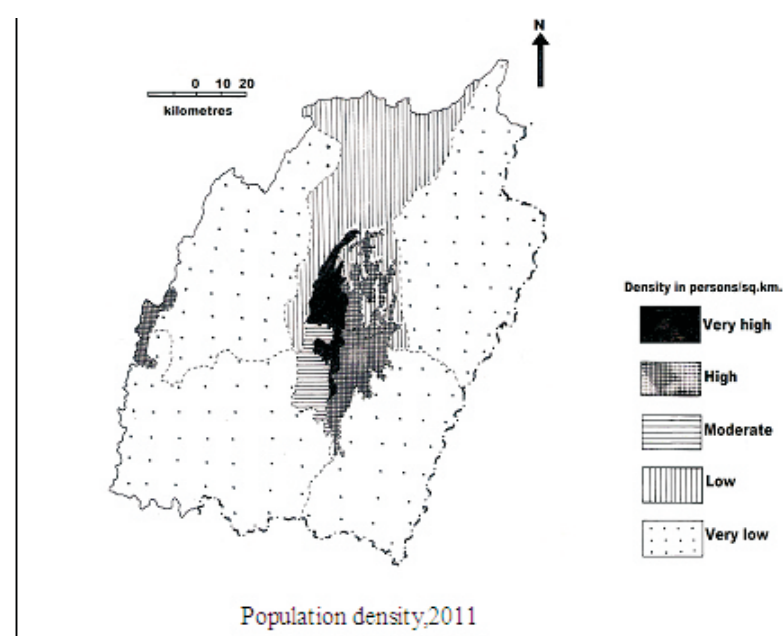 N
0 10 20
kilometres
Density in persons/sq.km.
Very high
High
Moderate
Low
Very low
Population density,2011